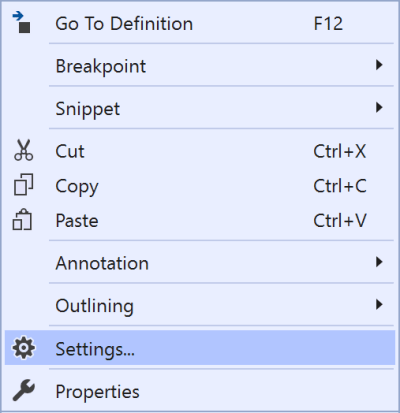 Go To Definition F12
Breakpoint
Snippet
Cut Ctrl+X
Copy Ctrl+C
Paste Ctrl+V
Annotation
Outlining
Settings...
Properties